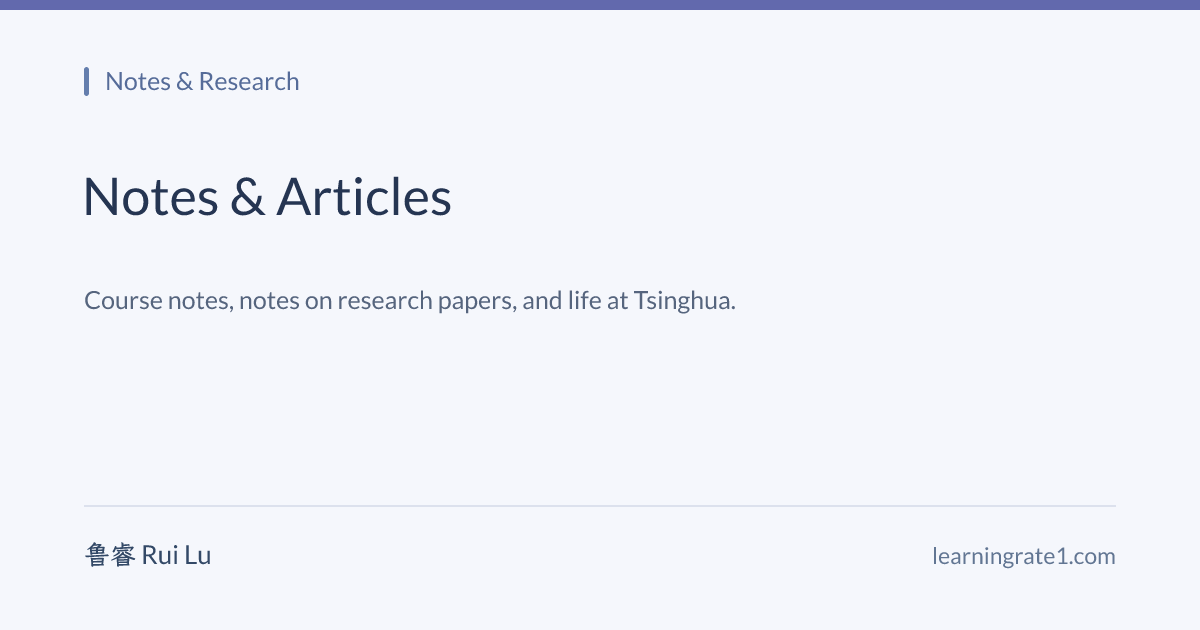 Notes & Research
Notes & Articles
Course notes, notes on research papers, and life at Tsinghua.
鲁睿 Rui Lu
learningrate1.com